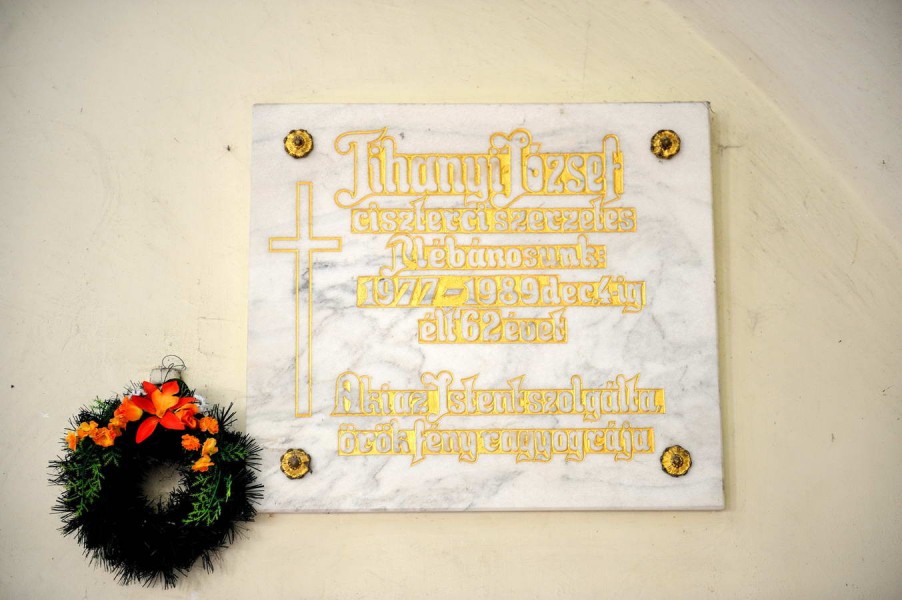 Tihanyi József
ciszterci szerzetes
Plébánosunk:
1977-1989 dec. 4-ig
élt 62 évet
Aki az Istent szolgálta,
örök fény ragyog rája